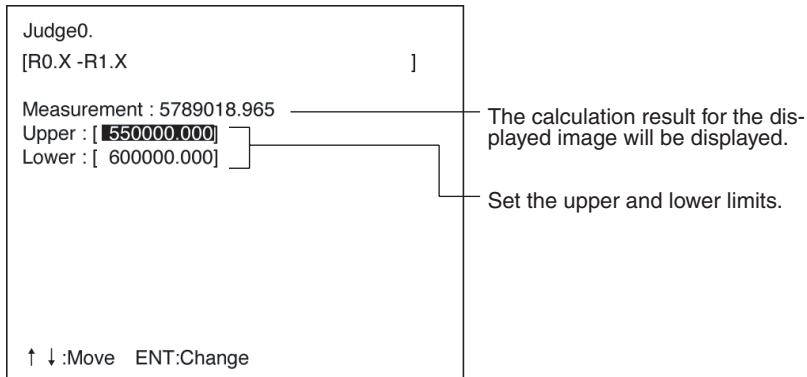 Judge0.
[R0.X -R1.X ]
Measurement : 5789018.965
Upper : [ 550000.000]
Lower : [ 600000.000]
The calculation result for the dis-
played image will be displayed.
Set the upper and lower limits.
↑ ↓ :Move ENT:Change